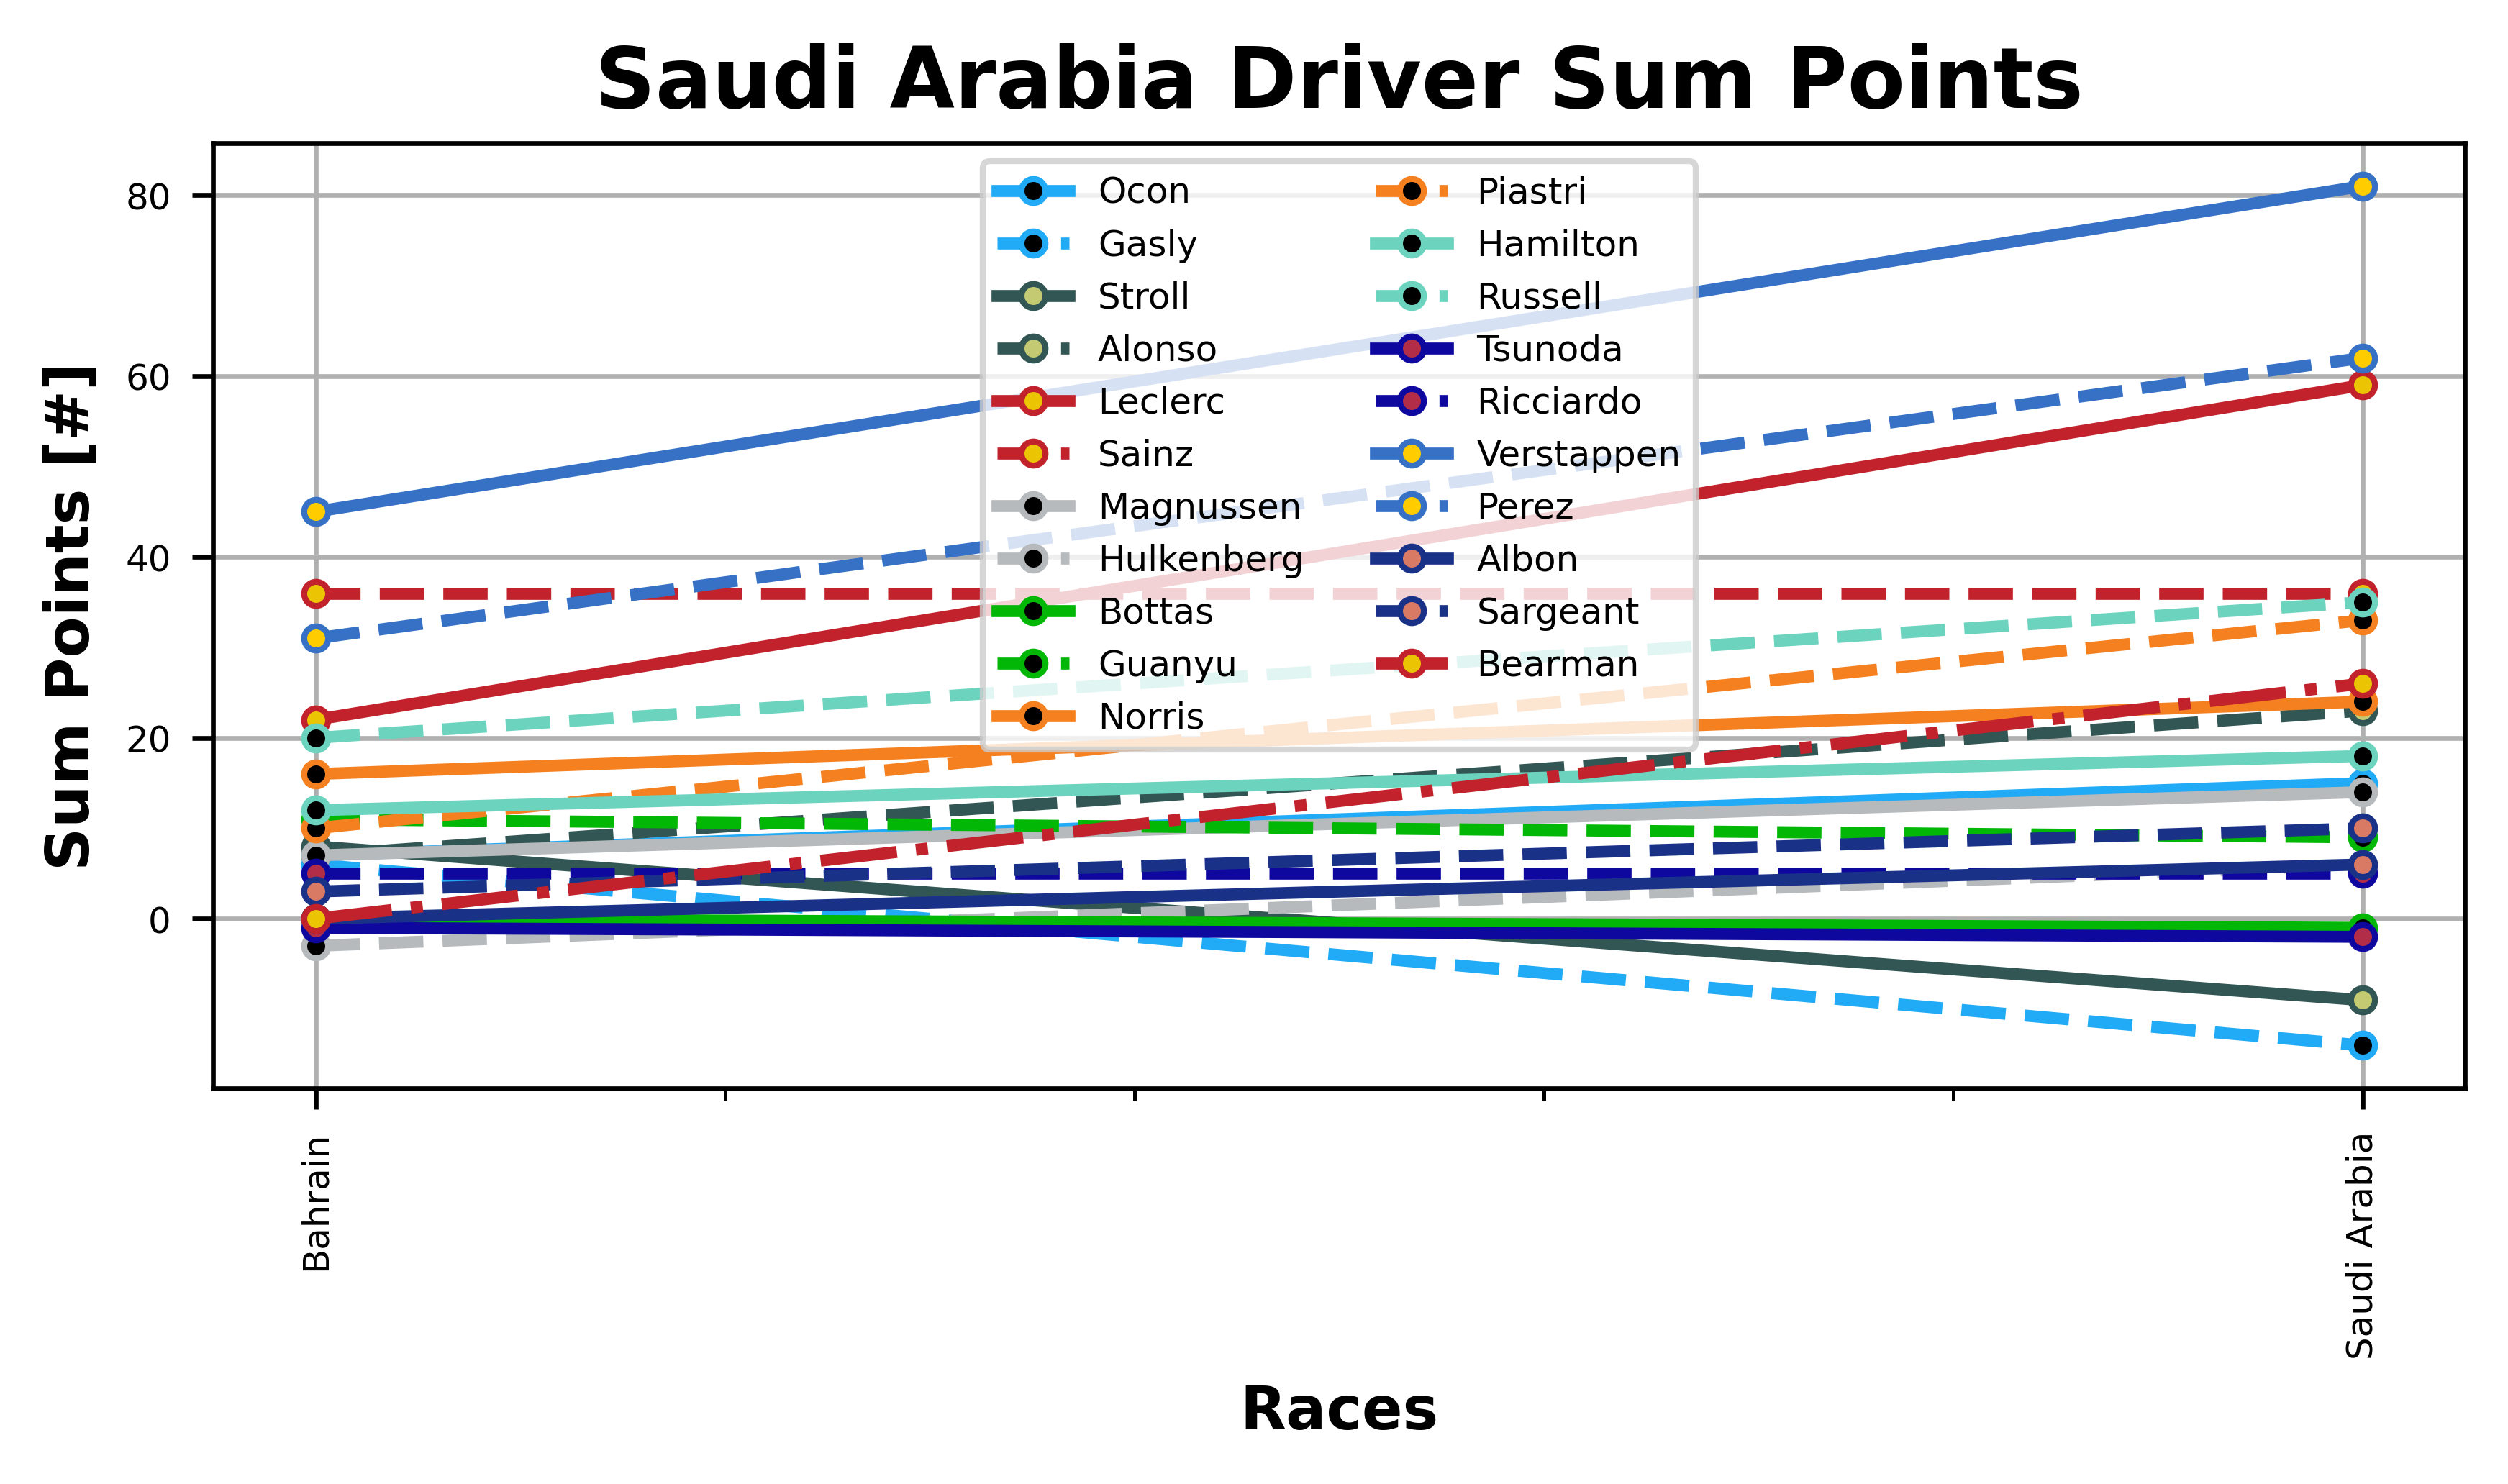 Saudi Arabia Driver Sum Points
Sum Points [#]
80
60
40
20
0
Ocon
Gasly
Stroll
Alonso
Leclerc
Sainz
Magnussen
Hulkenberg
Bottas
Guanyu
Norris
Piastri
Hamilton
Russell
Tsunoda
Ricciardo
Verstappen
Perez
Albon
Sargeant
Bearman
Bahrain
Saudi Arabia
Races